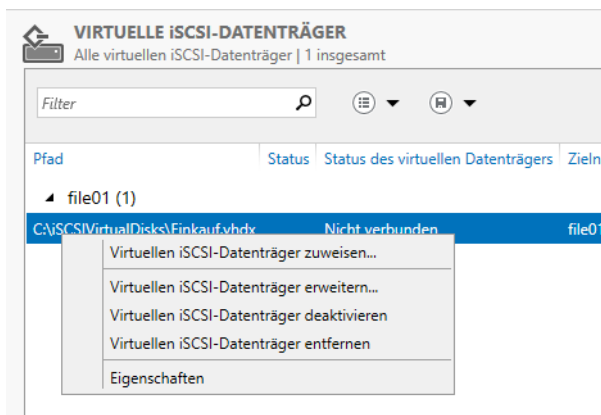 VIRTUELLE iSCSI-DATENTRÄGER
Alle virtuellen iSCSI-Datenträger | 1 insgesamt
Filter
Pfad Status Status des virtuellen Datenträgers Zieln
file01 (1)
C:\iSCSIVirtualDisks\Einkauf.vhdx Nicht verbunden file01
Virtuellen iSCSI-Datenträger zuweisen...
Virtuellen iSCSI-Datenträger erweitern...
Virtuellen iSCSI-Datenträger deaktivieren
Virtuellen iSCSI-Datenträger entfernen
Eigenschaften